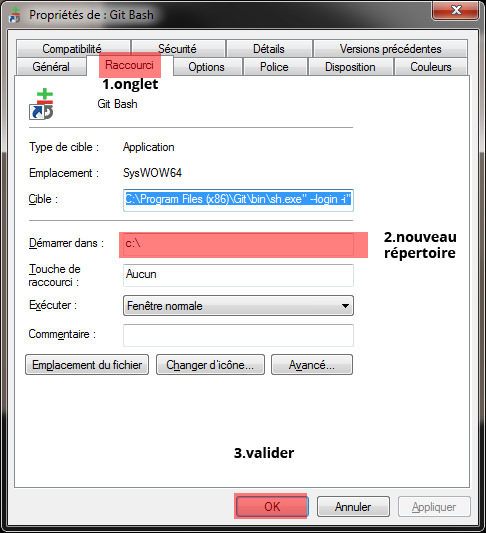 Propriétés de : Git Bash
Compatibilité Sécurité Détails Versions précédentes
Général Raccourci Options Police Disposition Couleurs
1.onglet
Git Bash
Type de cible : Application
Emplacement : SysWOW64
Cible : C:\Program Files (x86)\Git\bin\sh.exe" --login -i"
Démarrer dans : c:\
2.nouveau
répertoire
Touche de
raccourci : Aucun
Exécuter : Fenêtre normale
Commentaire :
Emplacement du fichier Changer d'icône... Avancé...
3.valider
OK Annuler Appliquer